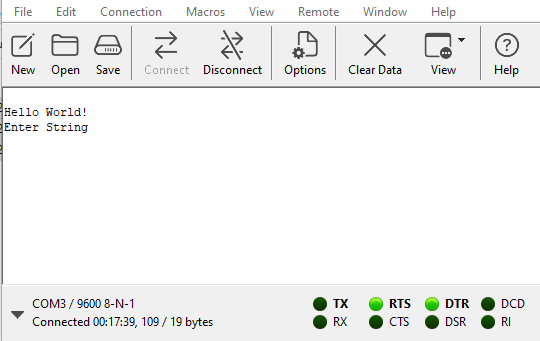 File Edit Connection Macros View Remote Window Help
New Open Save Connect Disconnect Options Clear Data View Help
Hello World!
Enter String
COM3 / 9600 8-N-1
Connected 00:17:39, 109 / 19 bytes
TX RTS DTR DCD
RX CTS DSR RI